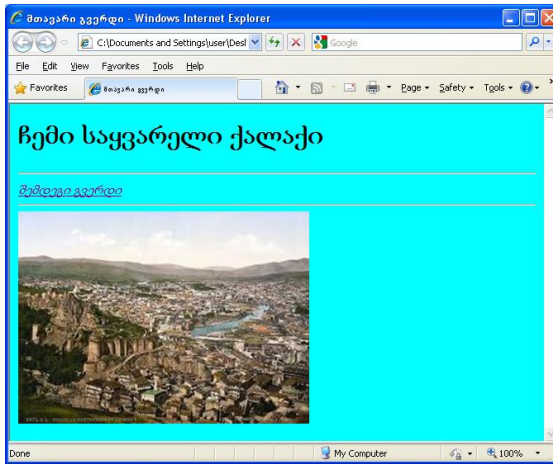 მთავარი გვერდი - Windows Internet Explorer
C:\Documents and Settings\user\Desl
Google
File Edit View Favorites Tools Help
Favorites მთავარი გვერდი Page Safety Tools
ჩემი საყვარელი ქალაქი
შემდეგი გვერდი
Done My Computer 100%